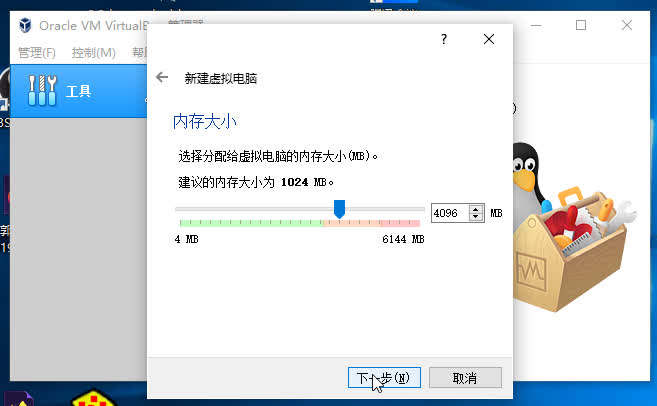 Oracle VM VirtualB
管理器
管理(F)
控制(M)
帮
工具
?
新建虚拟电脑
内存大小
选择分配给虚拟电脑的内存大小(MB)。
建议的内存大小为 1024 MB。
4096 MB
4 MB
6144 MB
下一步(N)
取消
郭
19